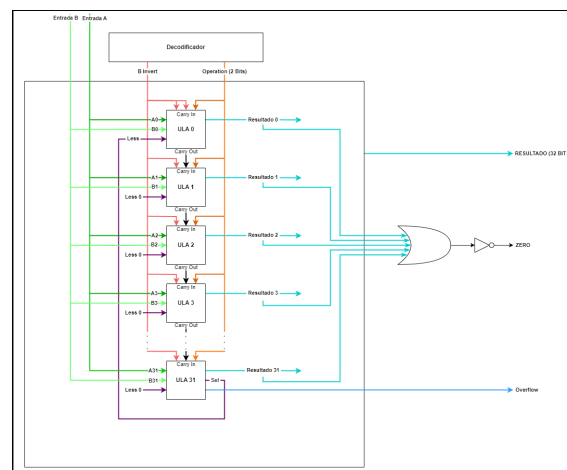 Entrada B
Entrada A
Decodificador
B Invert
Operation (2 Bits)
Carry In
A0
B0
Less
ULA 0
Resultado 0
Carry Out
Carry In
A1
B1
Less 0
ULA 1
Resultado 1
RESULTADO (32 BIT
Carry Out
Carry In
A2
B2
Less 0
ULA 2
Resultado 2
ZERO
Carry Out
Carry In
A3
B3
Less 0
ULA 3
Resultado 3
Carry Out
Carry In
A31
B31
Less 0
ULA 31
Resultado 31
Set
Overflow